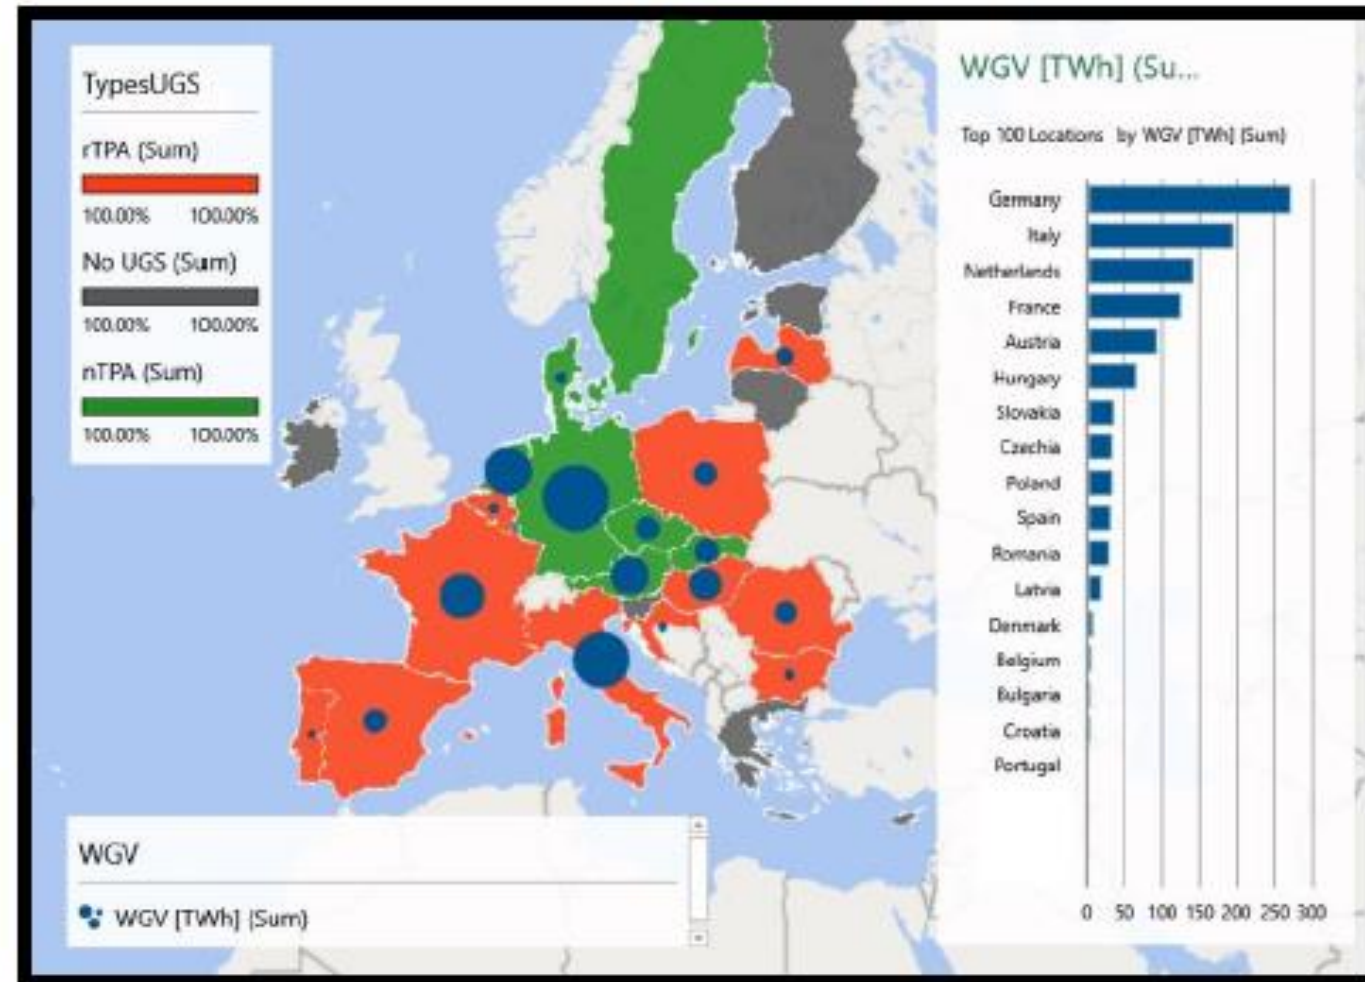 TypesUGS
rTPA (Sum)
100.00% 100.00%
No UGS (Sum)
100.00% 100.00%
nTPA (Sum)
100.00% 100.00%
WGV
WGV [TWh] (Sum)
WGV [TWh] (Su...
Top 100 Locations by WGV [TWh] (Sum)
Germany
Italy
Netherlands
France
Austria
Hungary
Slovakia
Czechia
Poland
Spain
Romania
Latvia
Denmark
Belgium
Bulgaria
Croatia
Portugal
0 50 100 150 200 250 300